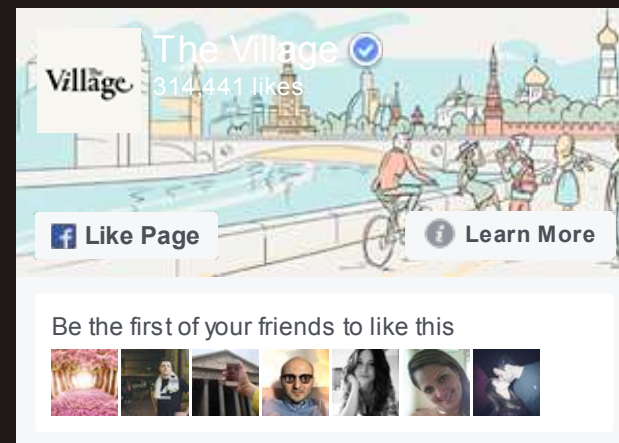 The Village
314,441 likes
The
Village
Like Page
Learn More
Be the first of your friends to like this